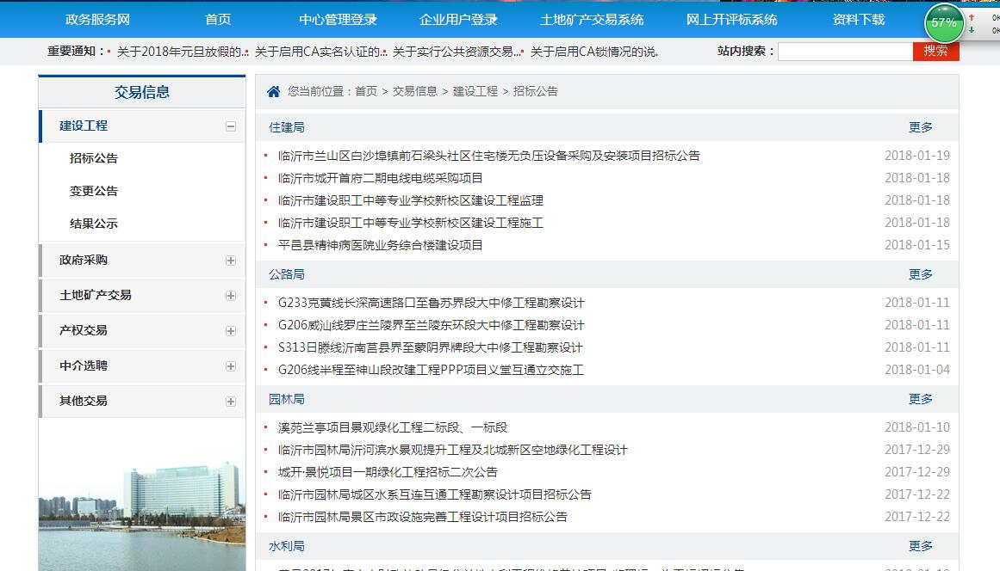 政务服务网 首页 中心管理登录 企业用户登录 土地矿产交易系统 网上开评标系统 资料下载
57%
重要通知： 关于2018年元旦放假的... 关于启用CA实名认证的... 关于实行公共资源交易... 关于启用CA锁情况的说. 站内搜索： 搜索
交易信息
建设工程
招标公告
变更公告
结果公示
政府采购
土地矿产交易
产权交易
中介选聘
其他交易
您当前位置：首页 > 交易信息 > 建设工程 > 招标公告
住建局 更多
临沂市兰山区白沙埠镇前石梁头社区住宅楼无负压设备采购及安装项目招标公告 2018-01-19
临沂市城开首府二期电线电缆采购项目 2018-01-18
临沂市建设职工中等专业学校新校区建设工程监理 2018-01-18
临沂市建设职工中等专业学校新校区建设工程施工 2018-01-18
平邑县精神病医院业务综合楼建设项目 2018-01-15
公路局 更多
G233克黄线长深高速路口至鲁苏界段大中修工程勘察设计 2018-01-11
G206威汕线罗庄兰陵界至兰陵东环段大中修工程勘察设计 2018-01-11
S313日滕线沂南莒县界至蒙阴界牌段大中修工程勘察设计 2018-01-11
G206线半程至神山段改建工程PPP项目义堂互通立交施工 2018-01-04
园林局 更多
溪苑兰亭项目景观绿化工程二标段、一标段 2018-01-10
临沂市园林局沂河滨水景观提升工程及北城新区空地绿化工程设计 2017-12-29
城开·景悦项目一期绿化工程招标二次公告 2017-12-29
临沂市园林局城区水系互连互通工程勘察设计项目招标公告 2017-12-22
临沂市园林局景区市政设施完善工程设计项目招标公告 2017-12-22
水利局 更多